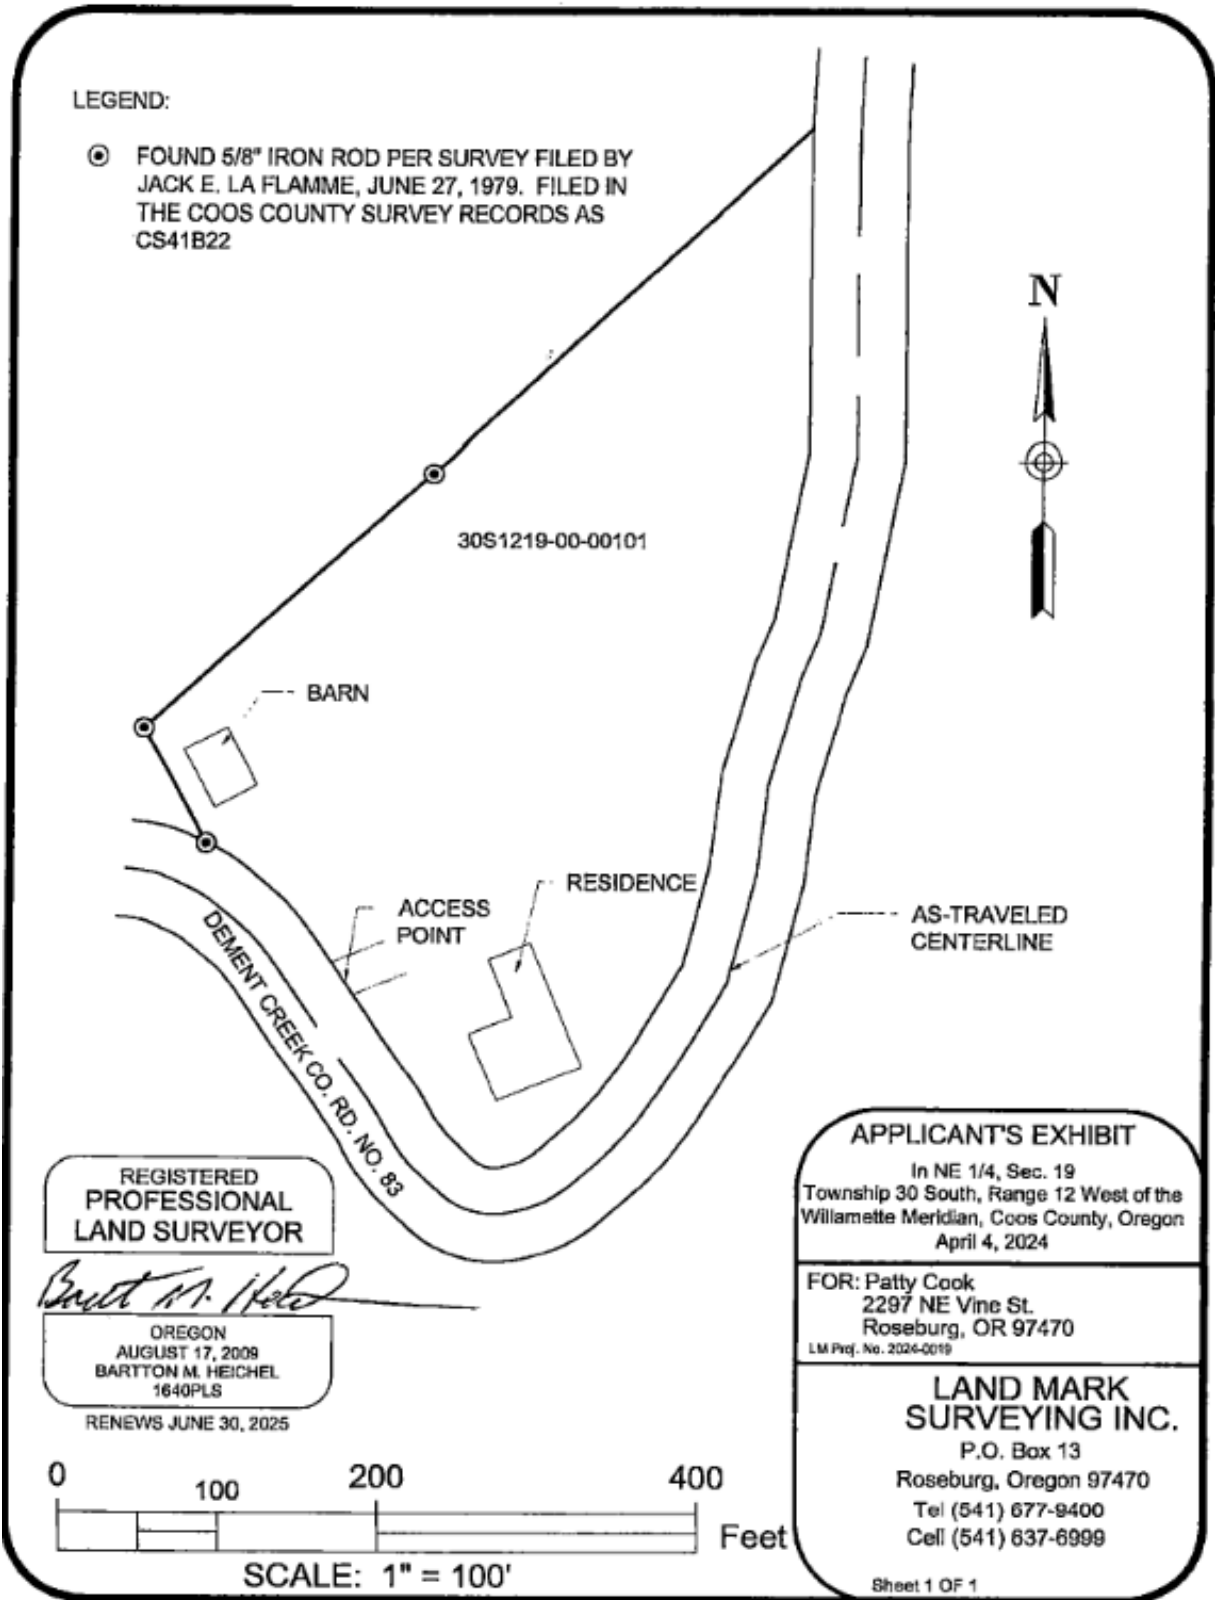 LEGEND:
FOUND 5/8" IRON ROD PER SURVEY FILED BY
JACK E. LA FLAMME, JUNE 27, 1979. FILED IN
THE COOS COUNTY SURVEY RECORDS AS
CS41B22
N
30S1219-00-00101
BARN
RESIDENCE
ACCESS
POINT
AS-TRAVELED
CENTERLINE
DEMENT CREEK CO. RD. NO. 83
REGISTERED
PROFESSIONAL
LAND SURVEYOR
Bartt M. Heichel
OREGON
AUGUST 17, 2009
BARTTON M. HEICHEL
1640PLS
RENEWS JUNE 30, 2025
0 100 200 400
Feet
SCALE: 1" = 100'
APPLICANT'S EXHIBIT
In NE 1/4, Sec. 19
Township 30 South, Range 12 West of the
Willamette Meridian, Coos County, Oregon
April 4, 2024
FOR: Patty Cook
2297 NE Vine St.
Roseburg, OR 97470
LM Proj. No. 2024-0019
LAND MARK
SURVEYING INC.
P.O. Box 13
Roseburg, Oregon 97470
Tel (541) 677-9400
Cell (541) 637-6999
Sheet 1 OF 1